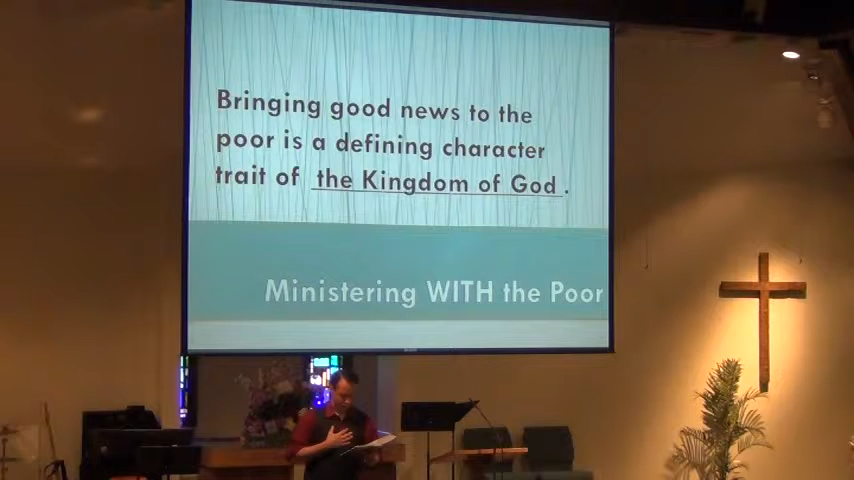 Bringing good news to the
poor is a defining character
trait of the Kingdom of God.
Ministering WITH the Poor